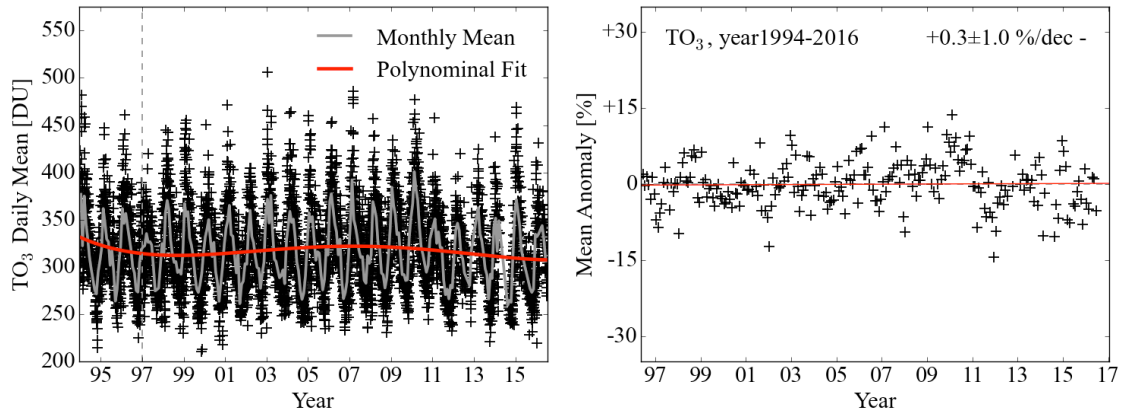 550
500
450
400
350
300
250
200
TO3 Daily Mean [DU]
Monthly Mean
Polynominal Fit
95 97 99 01 03 05 07 09 11 13 15
Year
+30
+15
0
-15
-30
Mean Anomaly [%]
TO3, year1994-2016 +0.3±1.0 %/dec -
97 99 01 03 05 07 09 11 13 15 17
Year